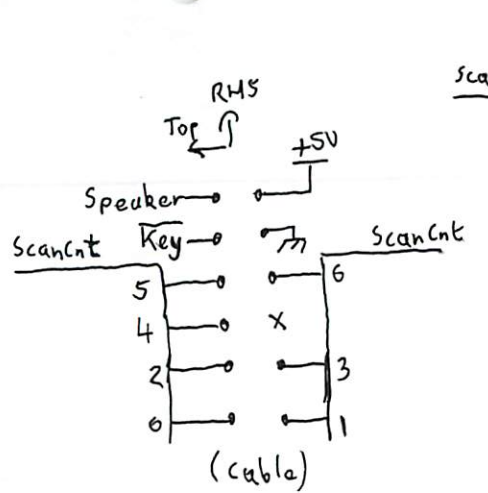 Sca
RHS
Top
+5V
Speaker
Key
ScanCnt
ScanCnt
5
6
4
X
2
3
0
1
(Cable)